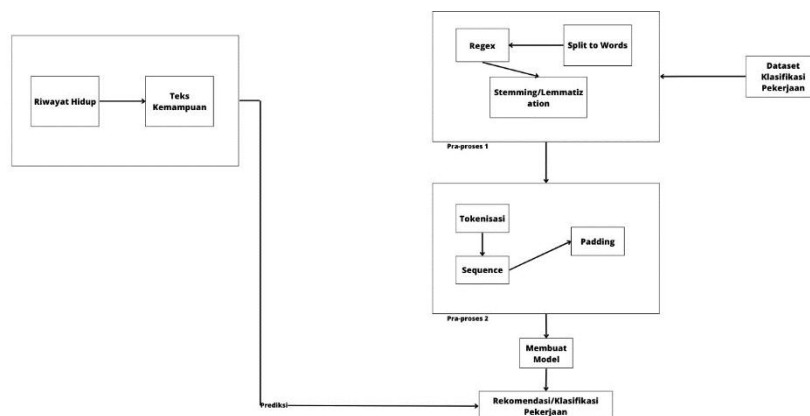 Riwayat Hidup
Teks
Kemampuan
Regex
Split to Words
Stemming/Lemmatiz
ation
Pra-proses 1
Dataset
Klasifikasi
Pekerjaan
Tokenisasi
Sequence
Padding
Pra-proses 2
Membuat
Model
Prediksi
Rekomendasi/Klasifikasi
Pekerjaan